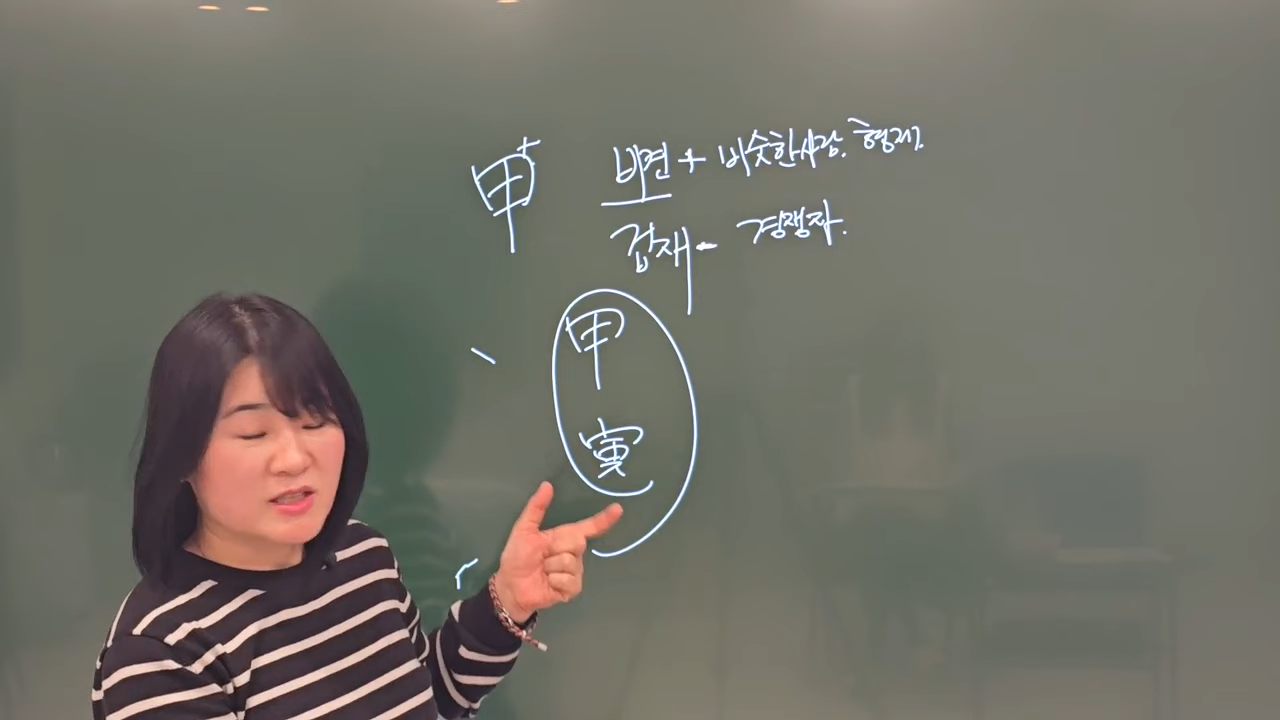 甲+ 비견 + 비슷한사람. 형제.
겁재 - 경쟁자.
甲
寅